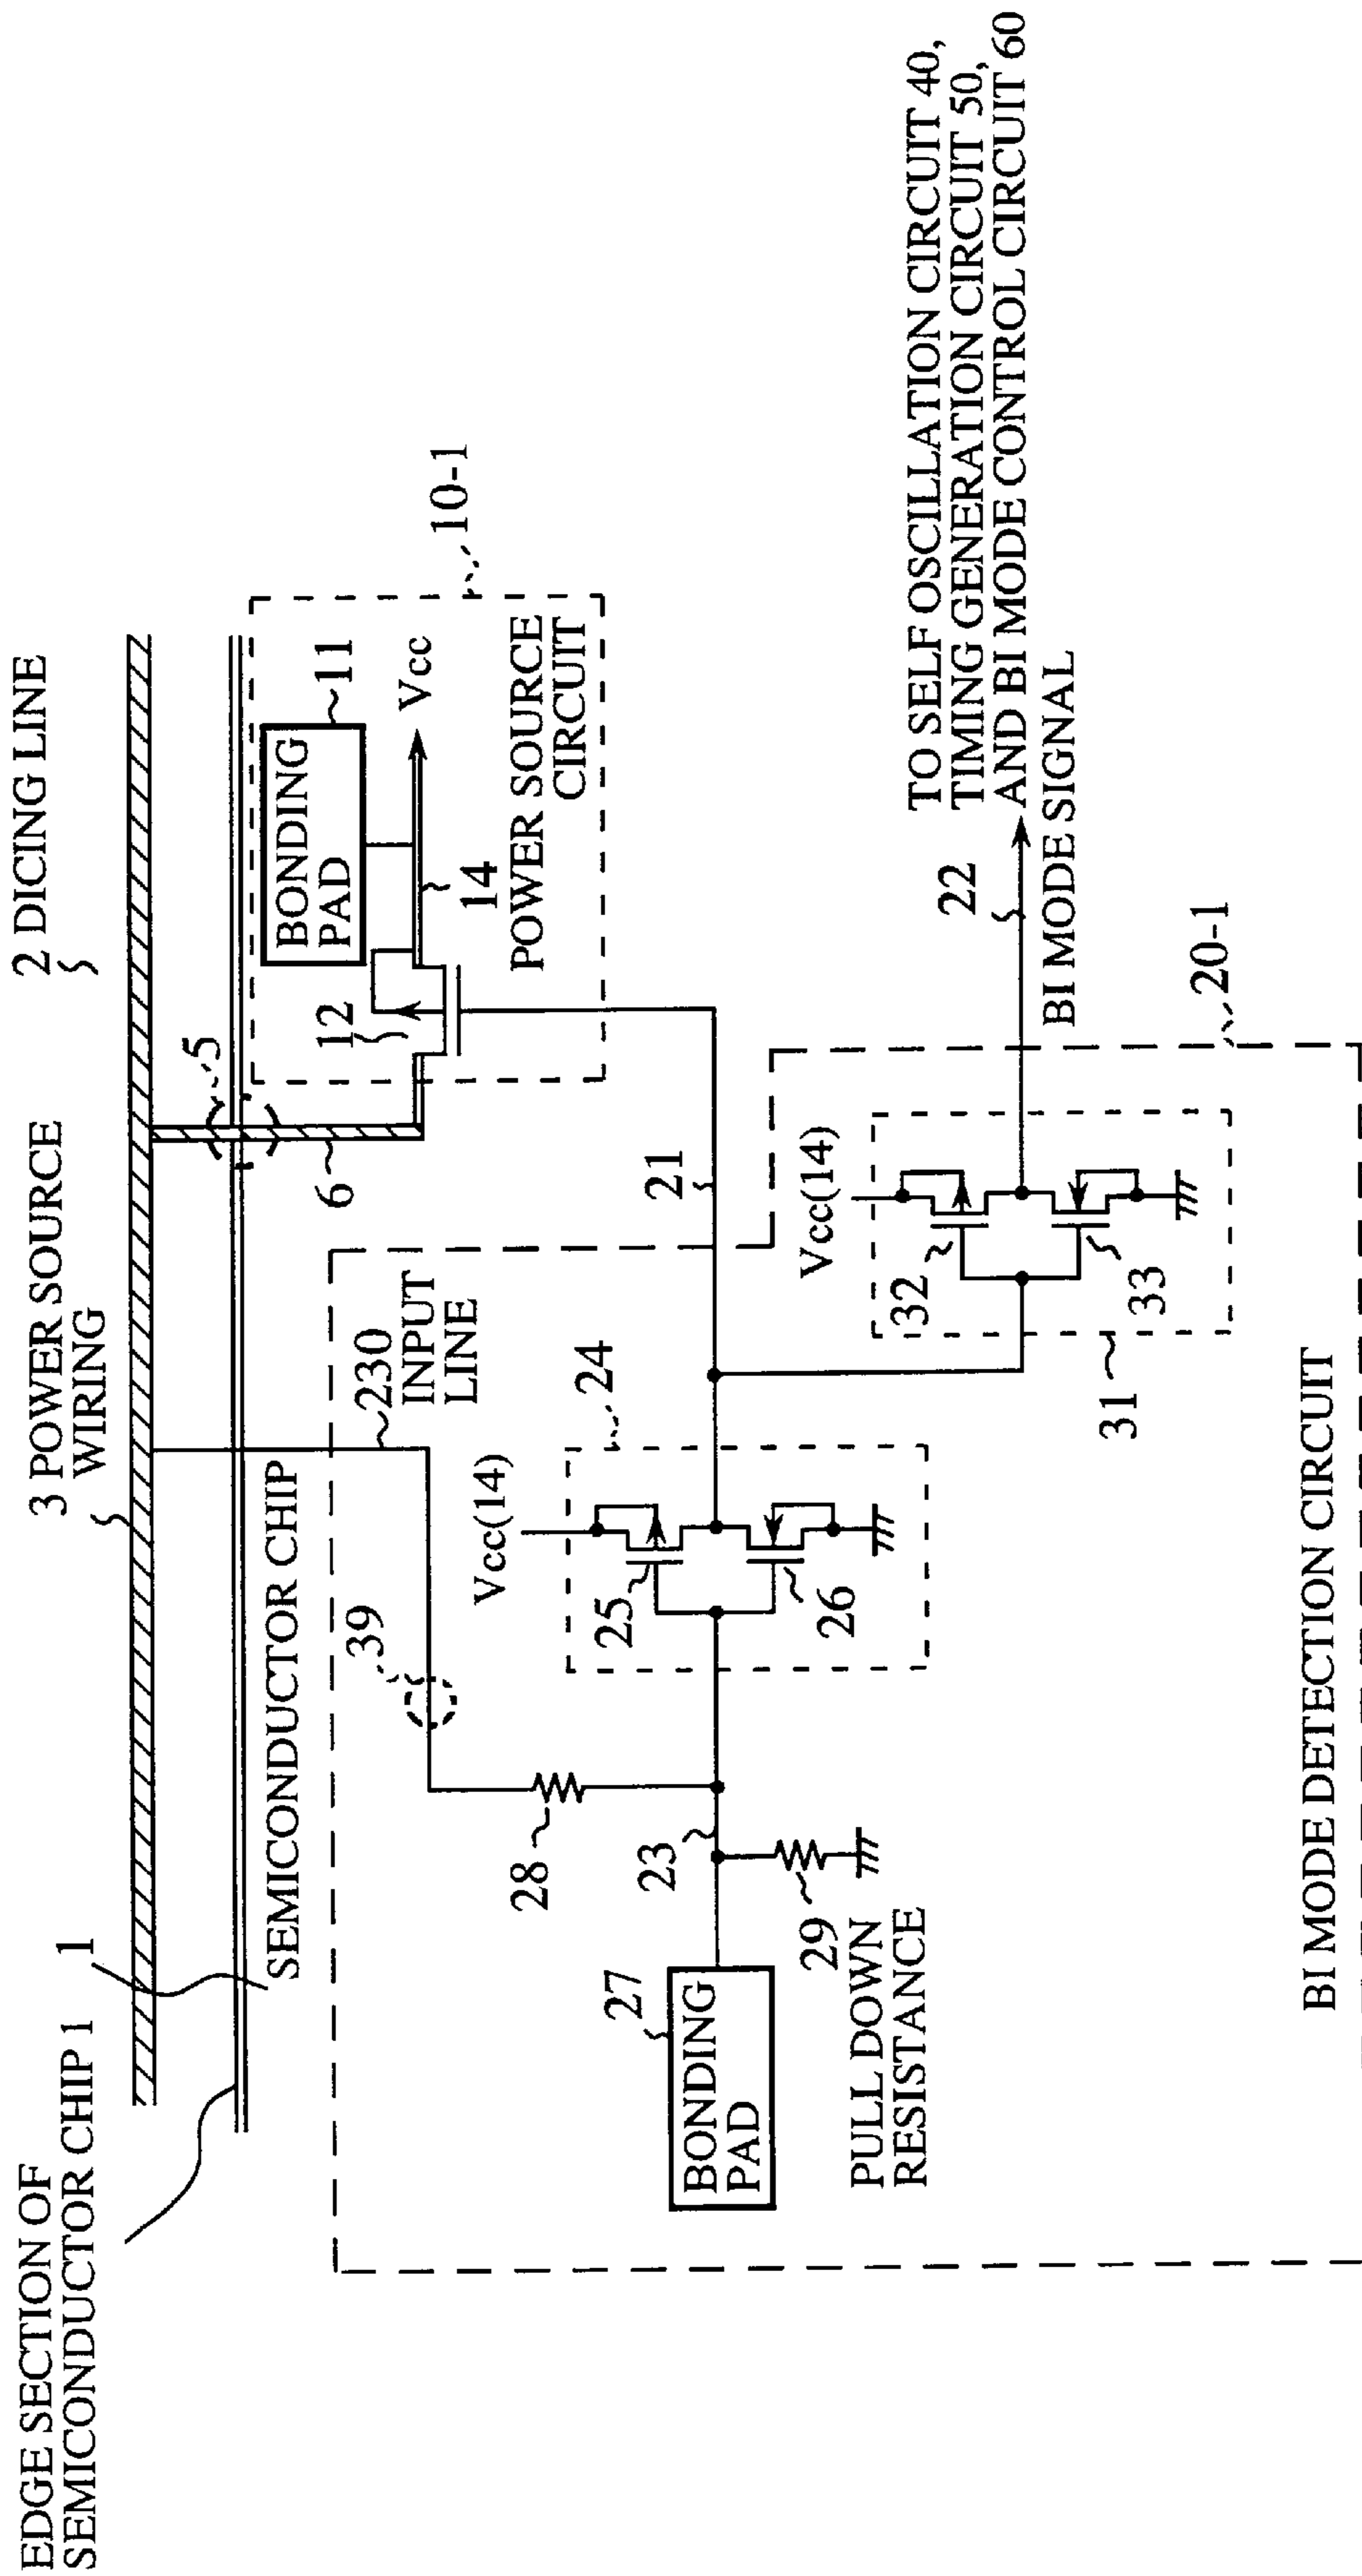 EDGE SECTION OF
SEMICONDUCTOR CHIP 1
1
3 POWER SOURCE
WIRING
2 DICING LINE
SEMICONDUCTOR CHIP
230
INPUT
LINE
5
6
12
BONDING
PAD
11
Vcc
14
POWER SOURCE
CIRCUIT
10-1
39
28
Vcc(14)
24
25
26
21
27
BONDING
PAD
23
29
PULL DOWN
RESISTANCE
Vcc(14)
32
33
31
22
BI MODE SIGNAL
TO SELF OSCILLATION CIRCUIT 40,
TIMING GENERATION CIRCUIT 50,
AND BI MODE CONTROL CIRCUIT 60
20-1
BI MODE DETECTION CIRCUIT